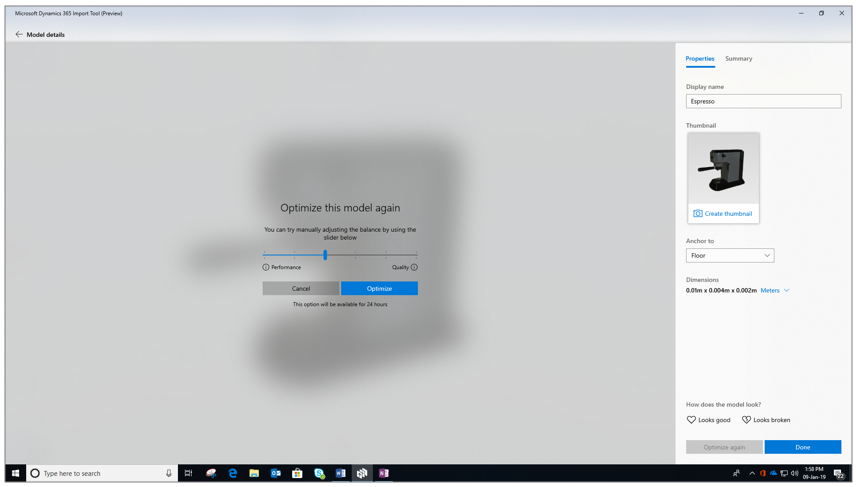 Microsoft Dynamics 365 Import Tool (Preview)
Model details
Optimize this model again
You can try manually adjusting the balance by using the
slider below
Performance
Quality
Cancel
Optimize
This option will be available for 24 hours
Properties
Summary
Display name
Espresso
Thumbnail
Create thumbnail
Anchor to
Floor
Dimensions
0.01m x 0.004m x 0.002m Meters
How does the model look?
Looks good
Looks broken
Optimize again
Done
Type here to search
1:58 PM
09-Jan-19
22